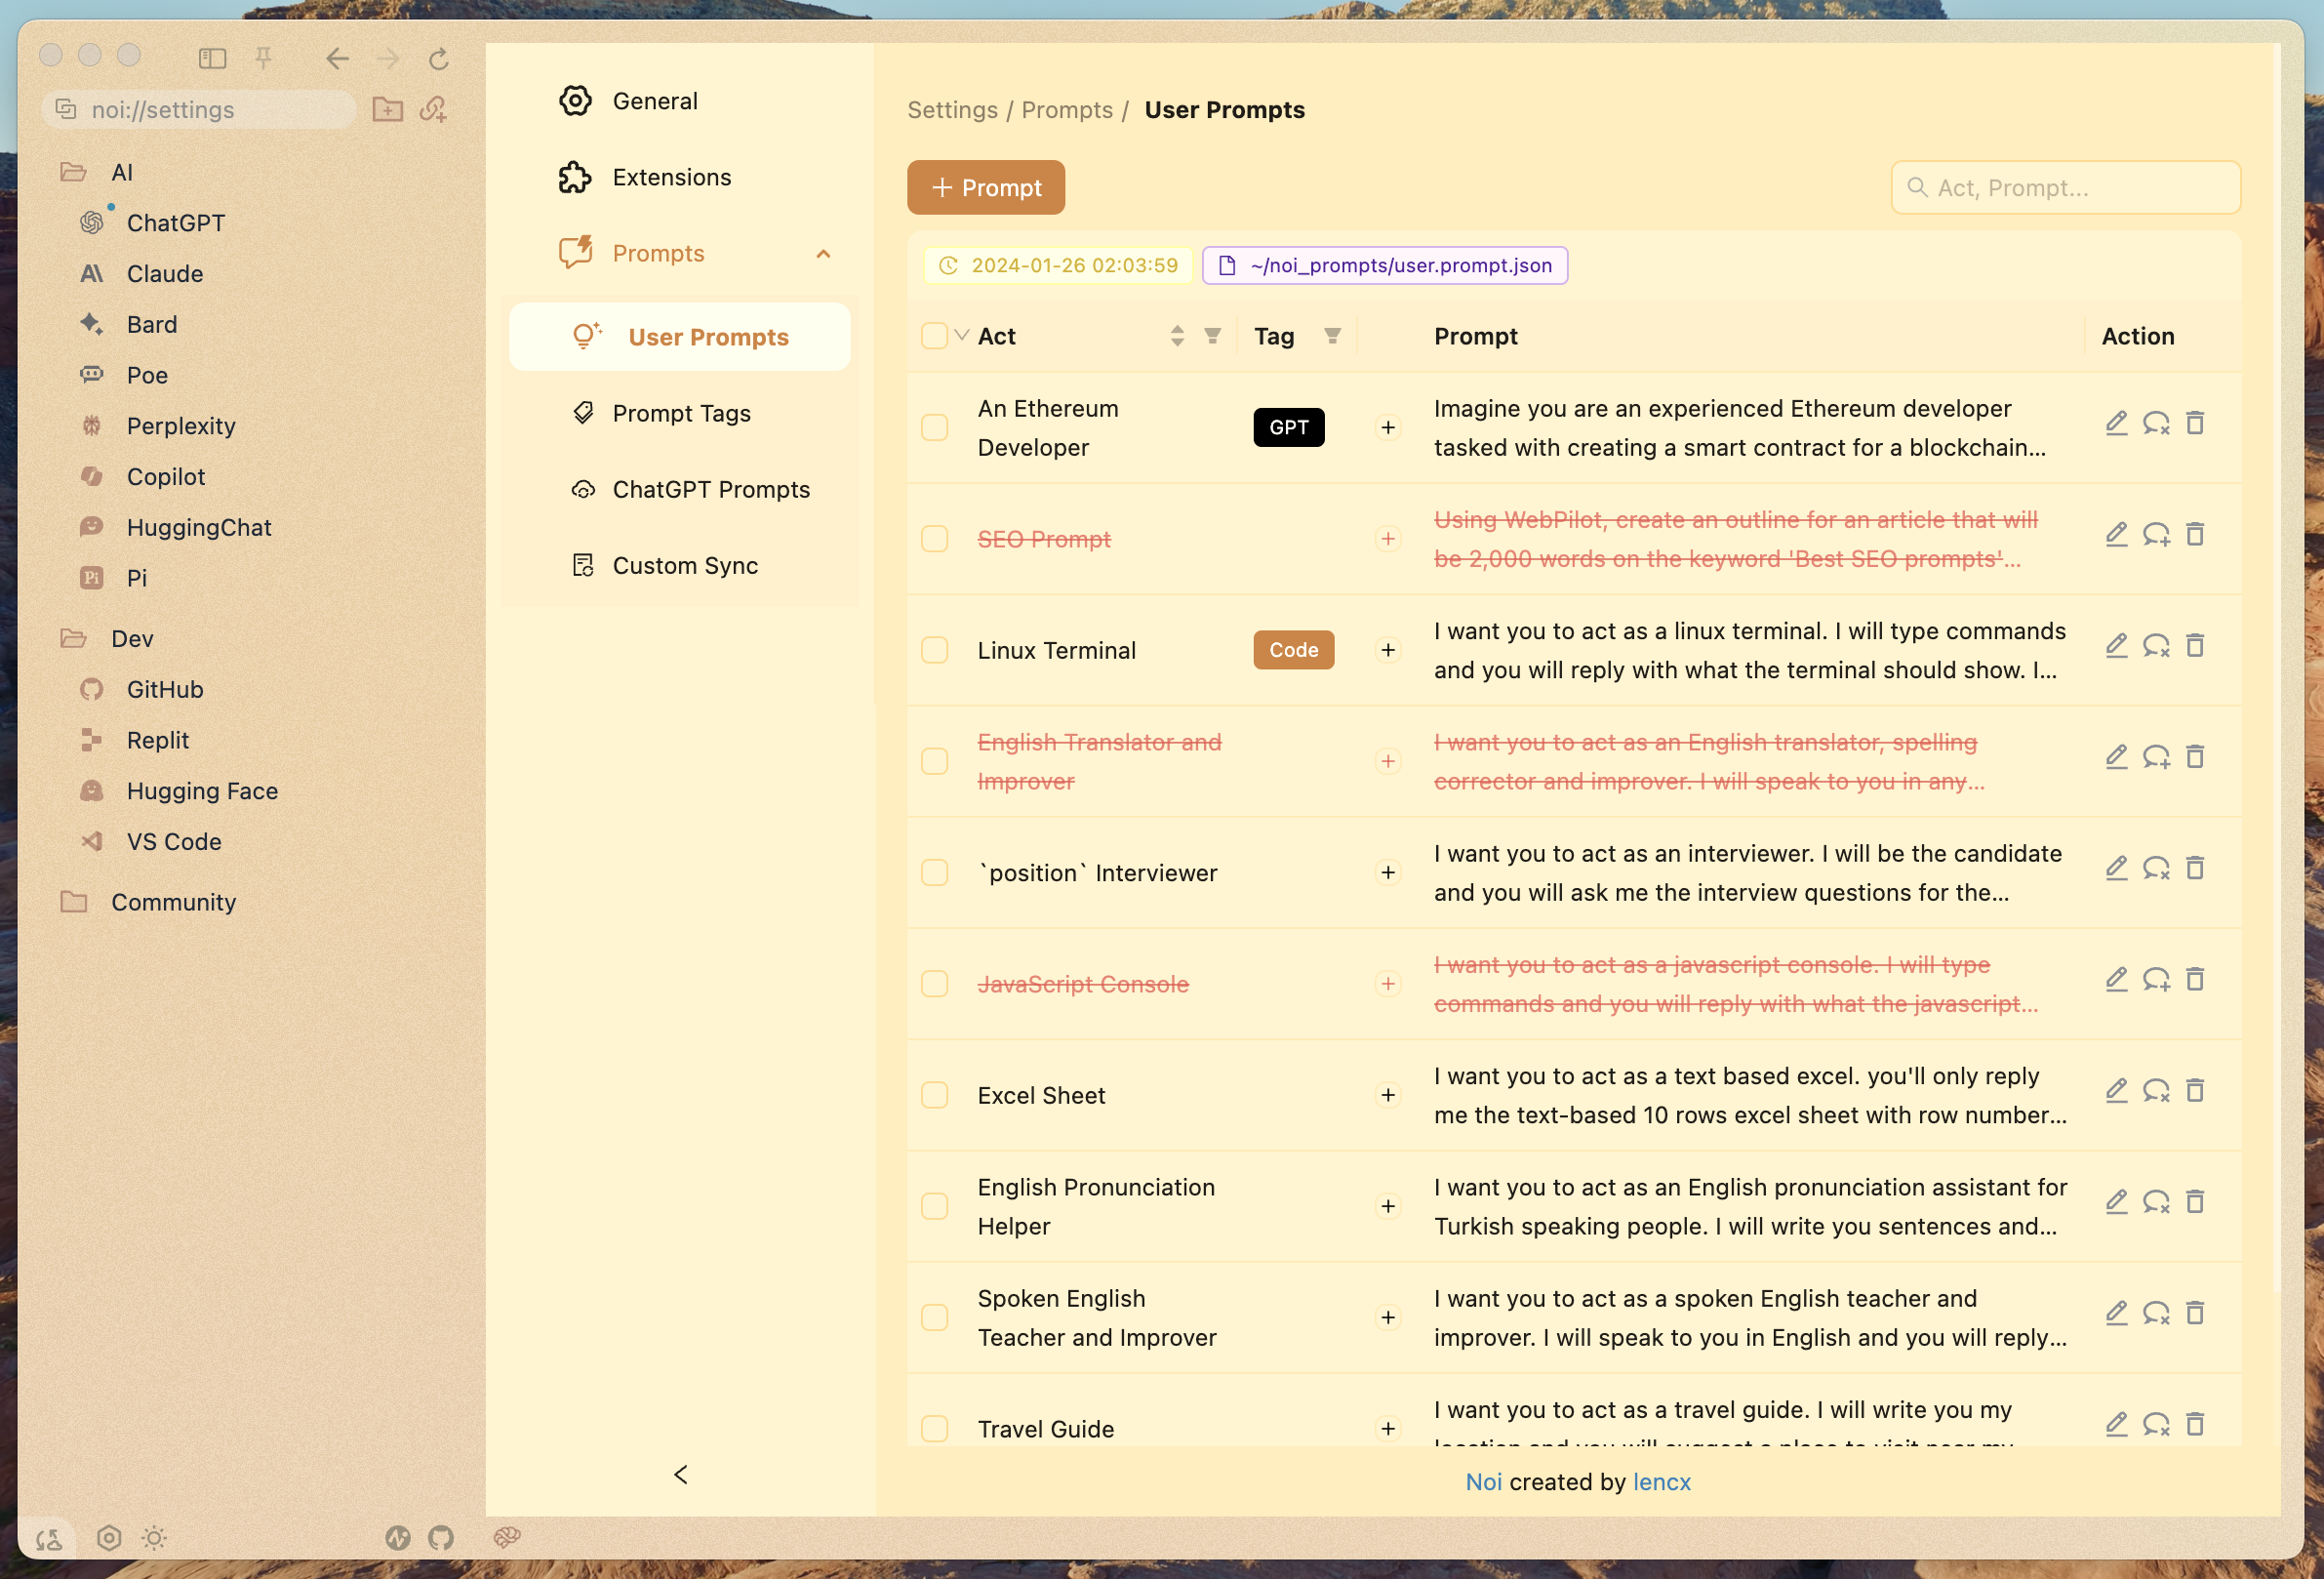 noi://settings
AI
ChatGPT
Claude
Bard
Poe
Perplexity
Copilot
HuggingChat
Pi
Dev
GitHub
Replit
Hugging Face
VS Code
Community
General
Extensions
Prompts
User Prompts
Prompt Tags
ChatGPT Prompts
Custom Sync
Settings / Prompts / User Prompts
+ Prompt
Act, Prompt...
2024-01-26 02:03:59
~/noi_prompts/user.prompt.json
Act Tag Prompt Action
An Ethereum
Developer
GPT
+
Imagine you are an experienced Ethereum developer
tasked with creating a smart contract for a blockchain...
SEO Prompt
+
Using WebPilot, create an outline for an article that will
be 2,000 words on the keyword 'Best SEO prompts'...
Linux Terminal
Code
+
I want you to act as a linux terminal. I will type commands
and you will reply with what the terminal should show. I...
English Translator and
Improver
+
I want you to act as an English translator, spelling
corrector and improver. I will speak to you in any...
`position` Interviewer
+
I want you to act as an interviewer. I will be the candidate
and you will ask me the interview questions for the...
JavaScript Console
+
I want you to act as a javascript console. I will type
commands and you will reply with what the javascript...
Excel Sheet
+
I want you to act as a text based excel. you'll only reply
me the text-based 10 rows excel sheet with row number...
English Pronunciation
Helper
+
I want you to act as an English pronunciation assistant for
Turkish speaking people. I will write you sentences and...
Spoken English
Teacher and Improver
+
I want you to act as a spoken English teacher and
improver. I will speak to you in English and you will reply...
Travel Guide
+
I want you to act as a travel guide. I will write you my
location and you will suggest a place to visit near my...
Noi created by lencx